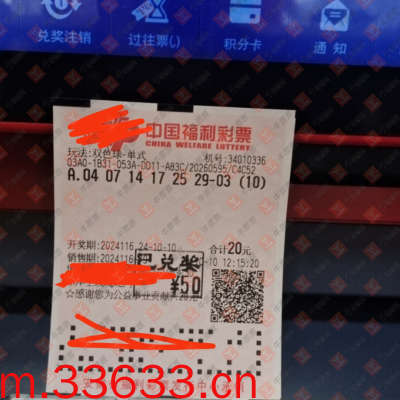 兑奖注销 过往票(.) 积分卡 通知
中国福利彩票
CHINA WELFARE LOTTERY
玩法:双色球-单式 机号:34010336
03A0-1B31-053A-DD11-A83C/20260595/C4C52
A.04 07 14 17 25 29-03 (10)
开奖期:2024116 24-10-10 合计20元
销售期:2024116 -10 12:15:20
已兑奖
¥50
☆感谢您为公益事业贡献
m.33633.cn